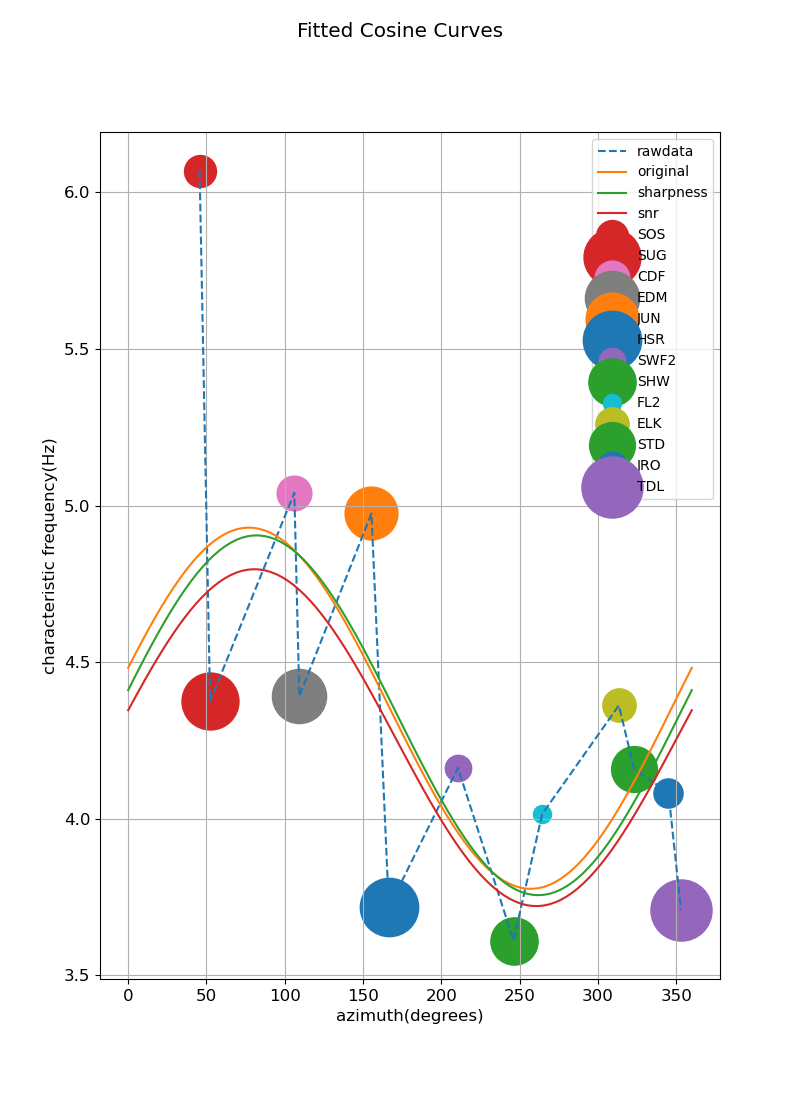 Fitted Cosine Curves
characteristic frequency(Hz)
6.0
5.5
5.0
4.5
4.0
3.5
0 50 100 150 200 250 300 350
azimuth(degrees)
rawdata
original
sharpness
snr
SOS
SUG
CDF
EDM
JUN
HSR
SWF2
SHW
FL2
ELK
STD
JRO
TDL